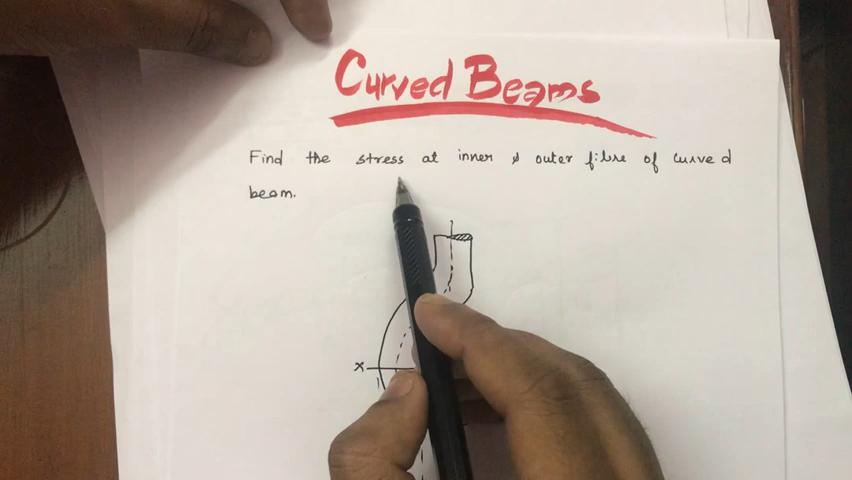 Curved Beams
Find the stress at inner & outer fibre of curved
beam.
X